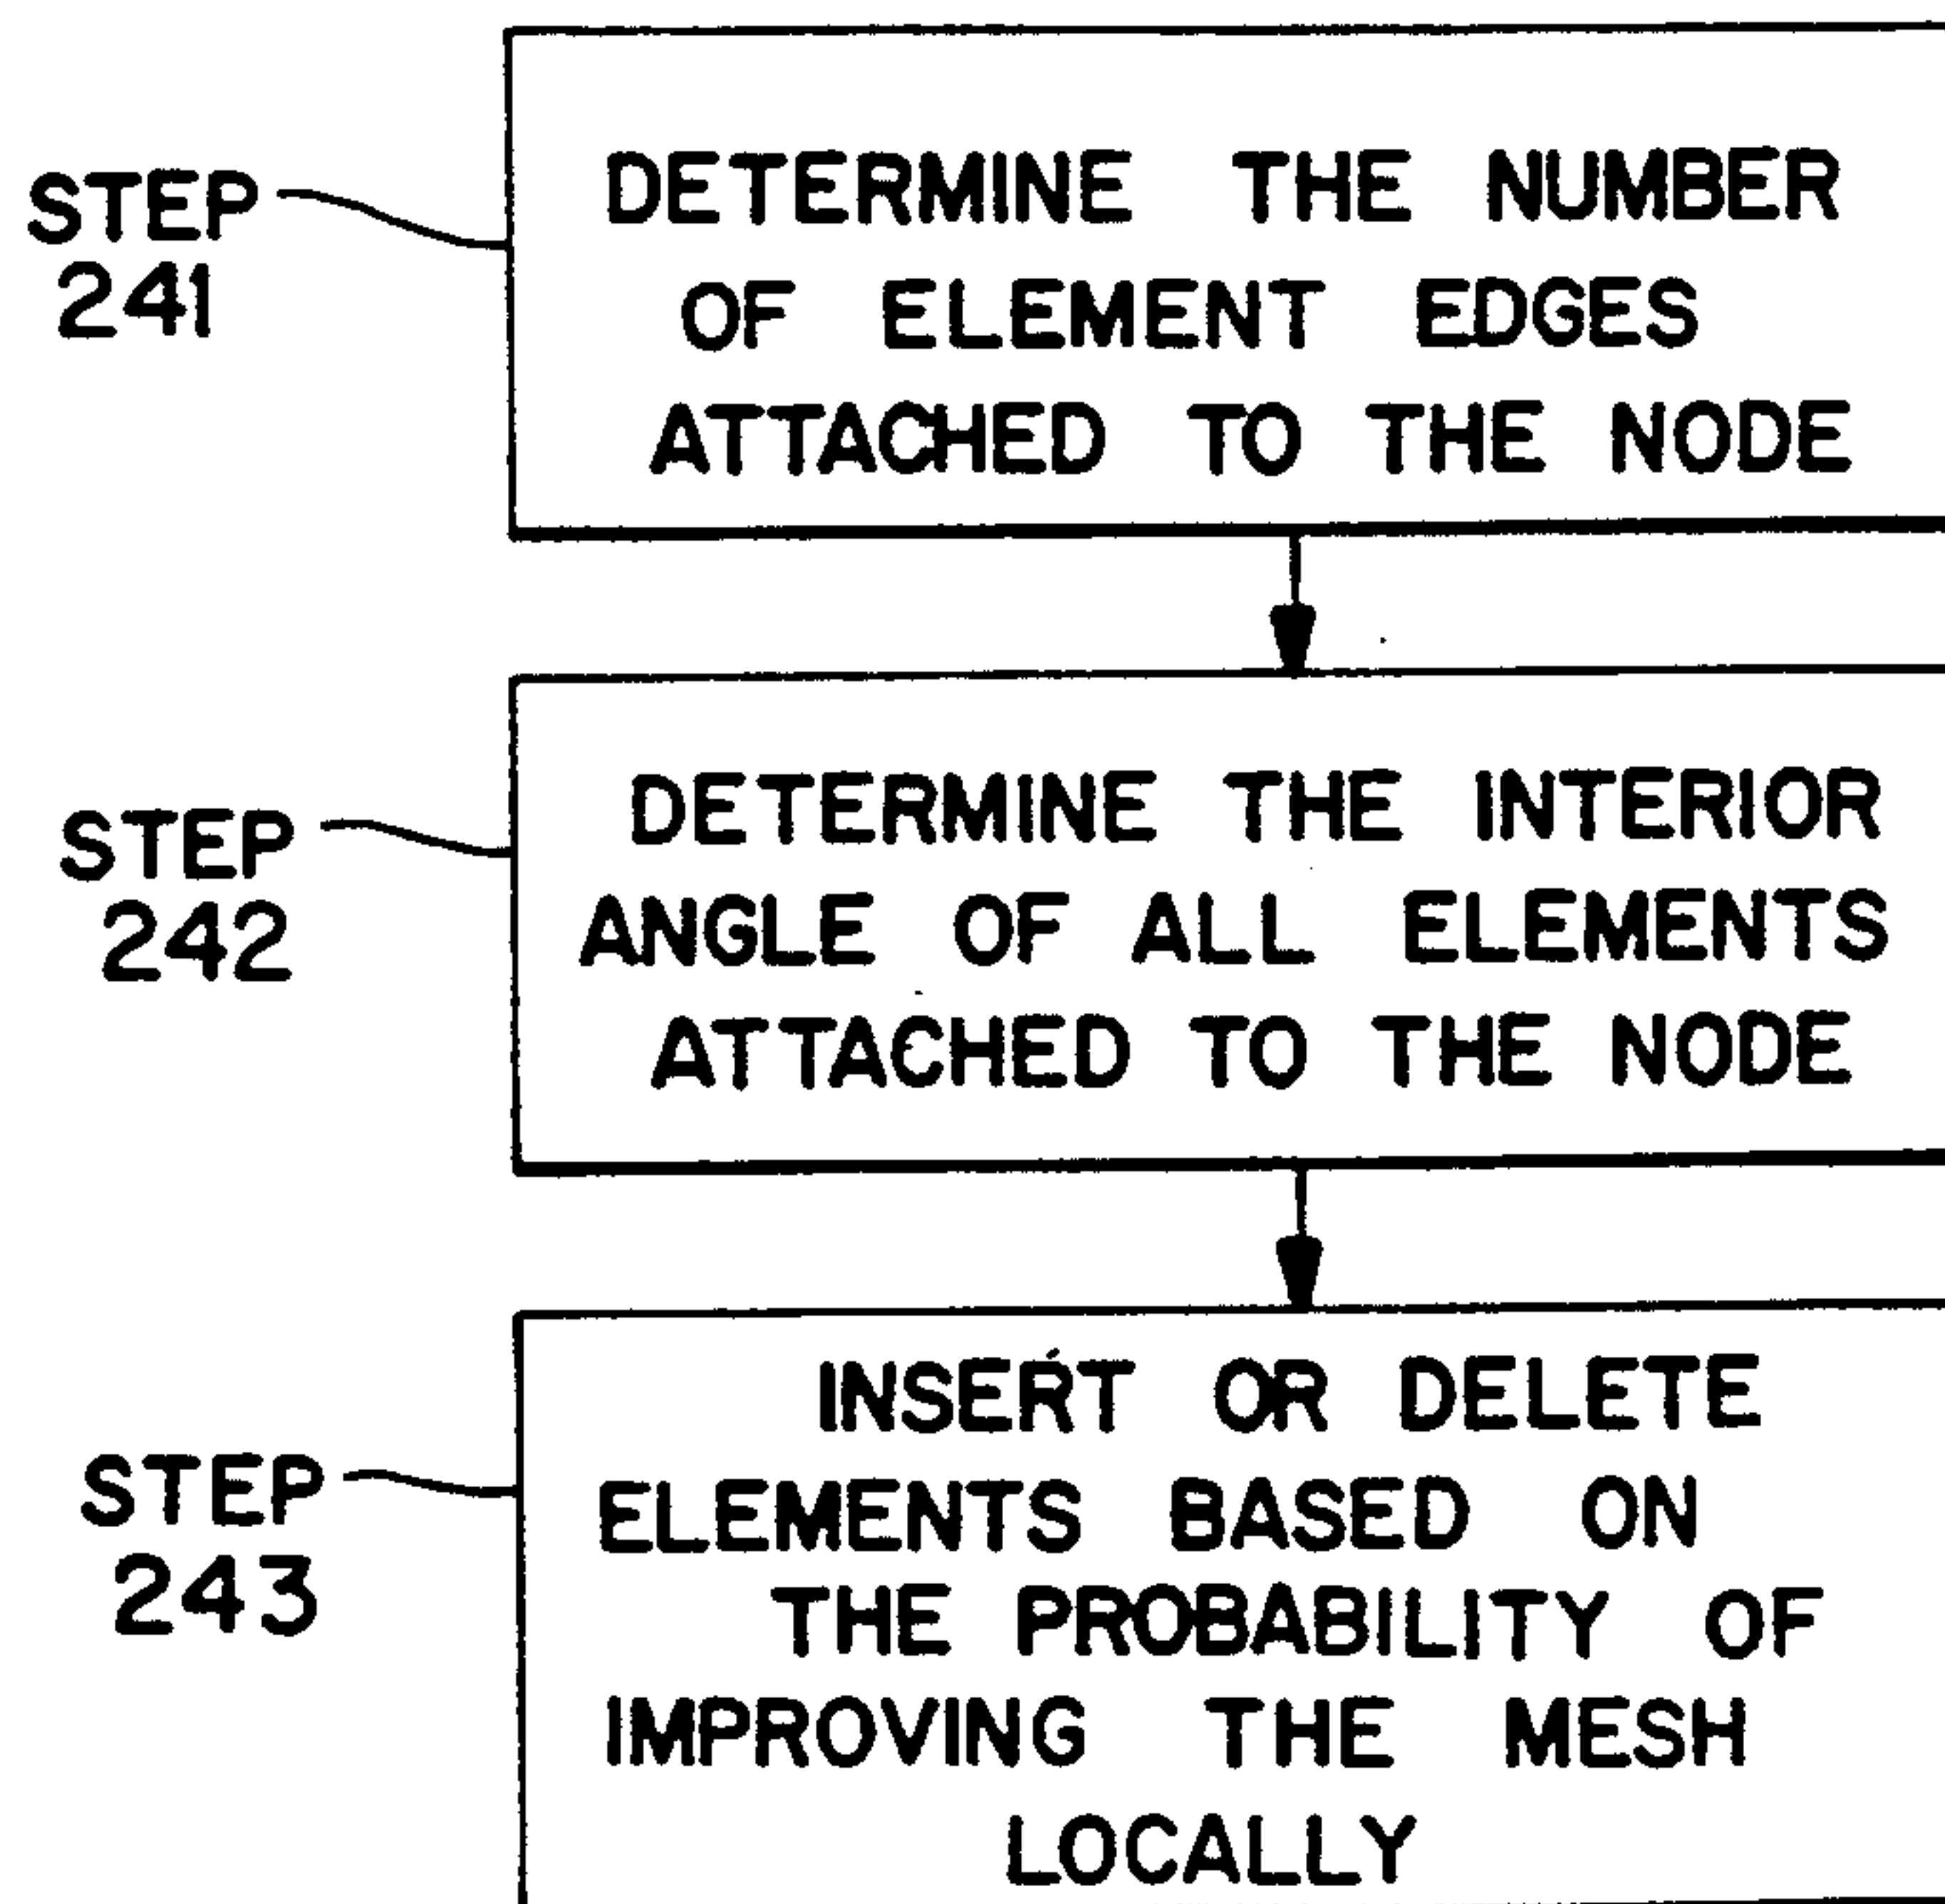 STEP
241
DETERMINE THE NUMBER
OF ELEMENT EDGES
ATTACHED TO THE NODE
STEP
242
DETERMINE THE INTERIOR
ANGLE OF ALL ELEMENTS
ATTACHED TO THE NODE
STEP
243
INSERT OR DELETE
ELEMENTS BASED ON
THE PROBABILITY OF
IMPROVING THE MESH
LOCALLY